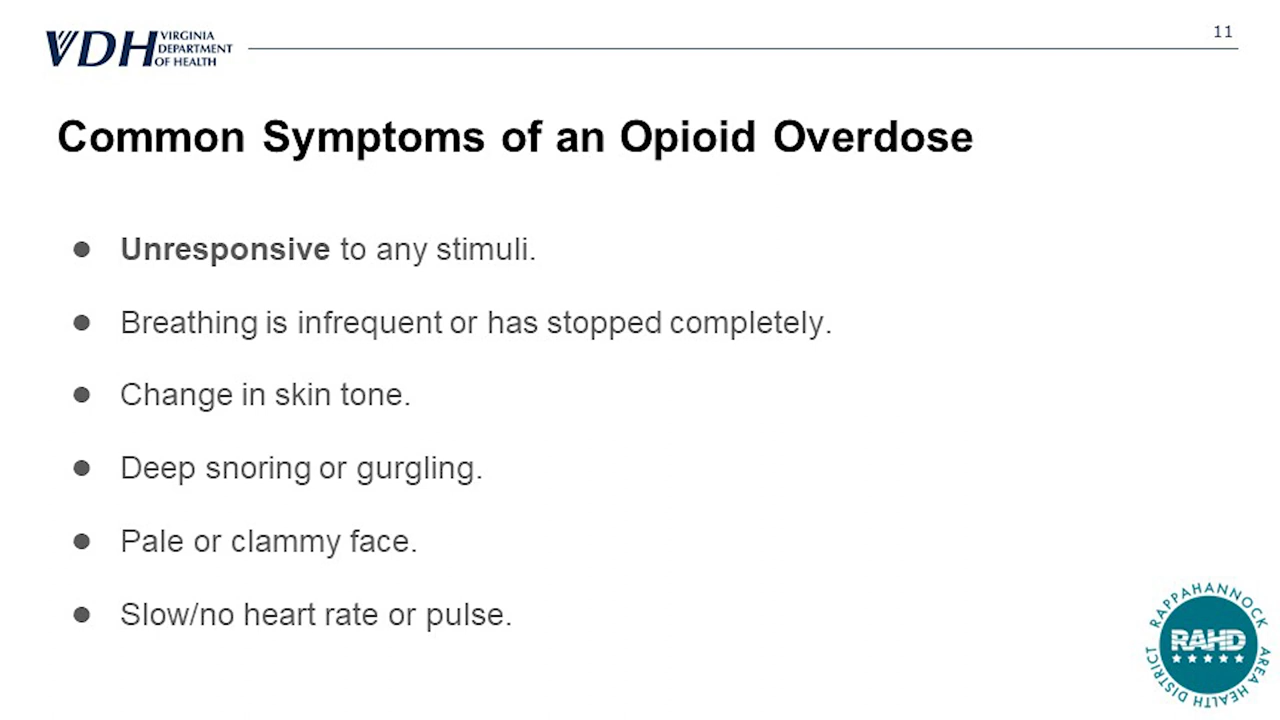 VDH VIRGINIA
DEPARTMENT
OF HEALTH
11
Common Symptoms of an Opioid Overdose
● Unresponsive to any stimuli.
● Breathing is infrequent or has stopped completely.
● Change in skin tone.
● Deep snoring or gurgling.
● Pale or clammy face.
● Slow/no heart rate or pulse.
RAPPAHANNOCK
AREA HEALTH DISTRICT
RAHD